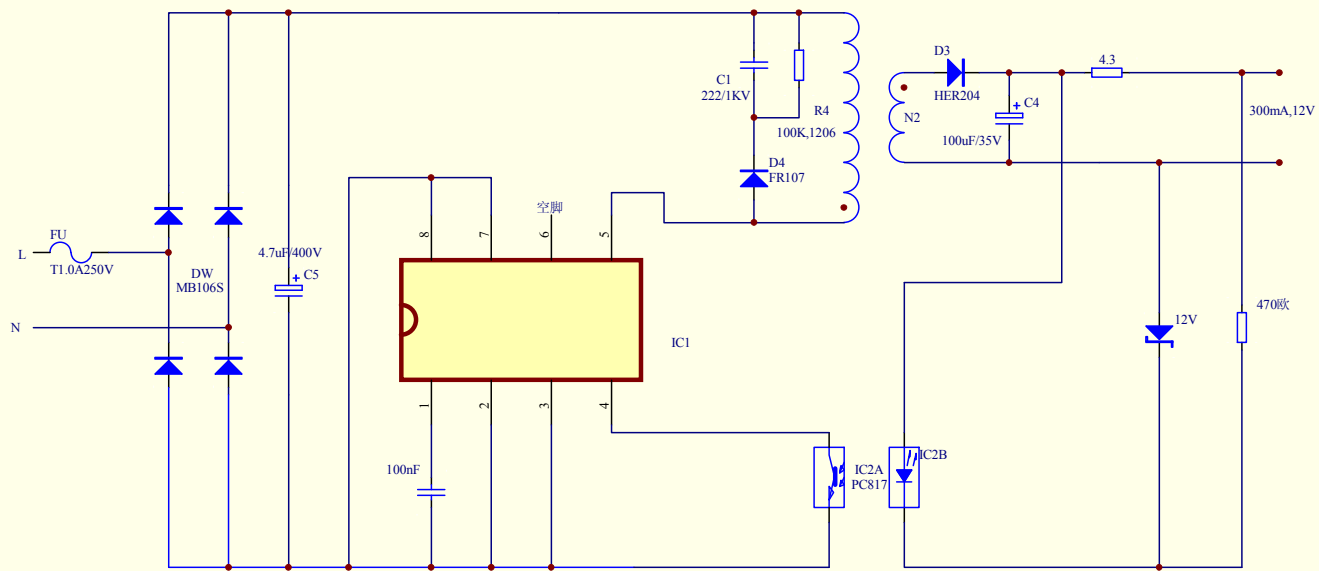 D3
4.3
C1
222/1KV
HER204
C4
R4
100K,1206
N2
300mA,12V
100uF/35V
D4
FR107
空脚
8
7
6
5
FU
L
T1.0A250V
4.7uF/400V
DW
MB106S
C5
470欧
12V
N
IC1
1
2
3
4
100nF
IC2A
PC817
IC2B
+
+